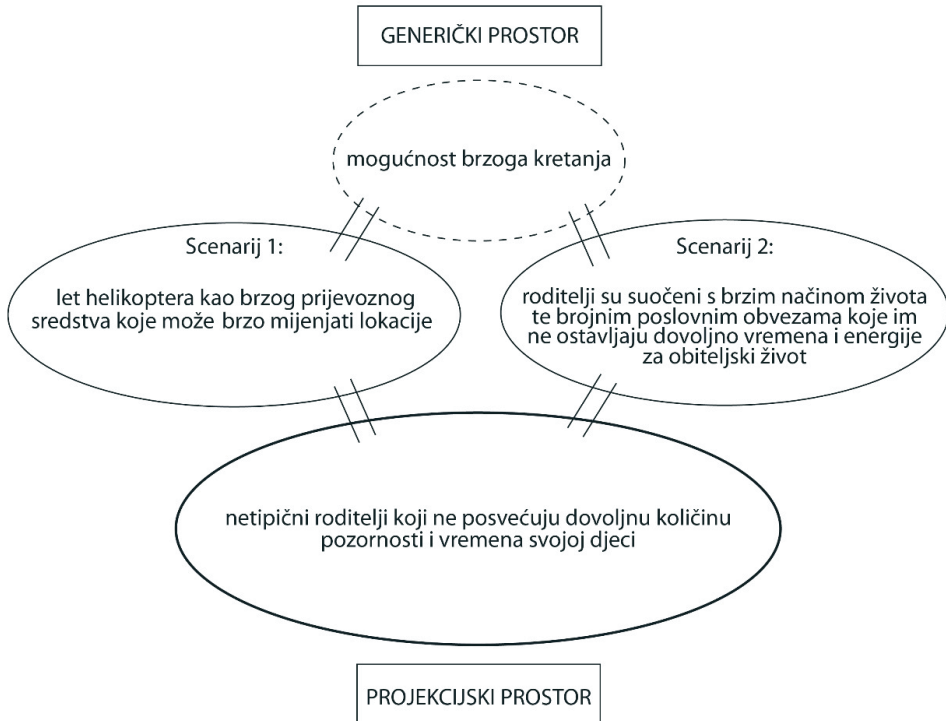 GENERIČKI PROSTOR
mogućnost brzoga kretanja
Scenarij 1:
let helikoptera kao brzog prijevoznog
sredstva koje može brzo mijenjati lokacije
Scenarij 2:
roditelji su suočeni s brzim načinom života
te brojnim poslovnim obvezama koje im
ne ostavljaju dovoljno vremena i energije
za obiteljski život
netipični roditelji koji ne posvećuju dovoljnu količinu
pozornosti i vremena svojoj djeci
PROJEKCIJSKI PROSTOR